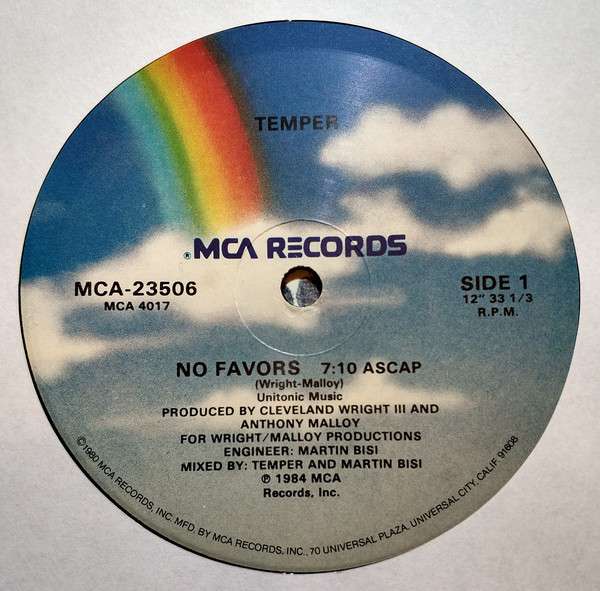 TEMPER
® MCA RECORDS
MCA-23506
MCA 4017
SIDE 1
12" 33 1/3
R.P.M.
NO FAVORS 7:10 ASCAP
(Wright-Malloy)
Unitonic Music
PRODUCED BY CLEVELAND WRIGHT III AND
ANTHONY MALLOY
FOR WRIGHT/MALLOY PRODUCTIONS
ENGINEER: MARTIN BISI
MIXED BY: TEMPER AND MARTIN BISI
℗ 1984 MCA
Records, Inc.
©1980 MCA RECORDS, INC. MFD. BY MCA RECORDS, INC., 70 UNIVERSAL PLAZA, UNIVERSAL CITY, CALIF. 91608